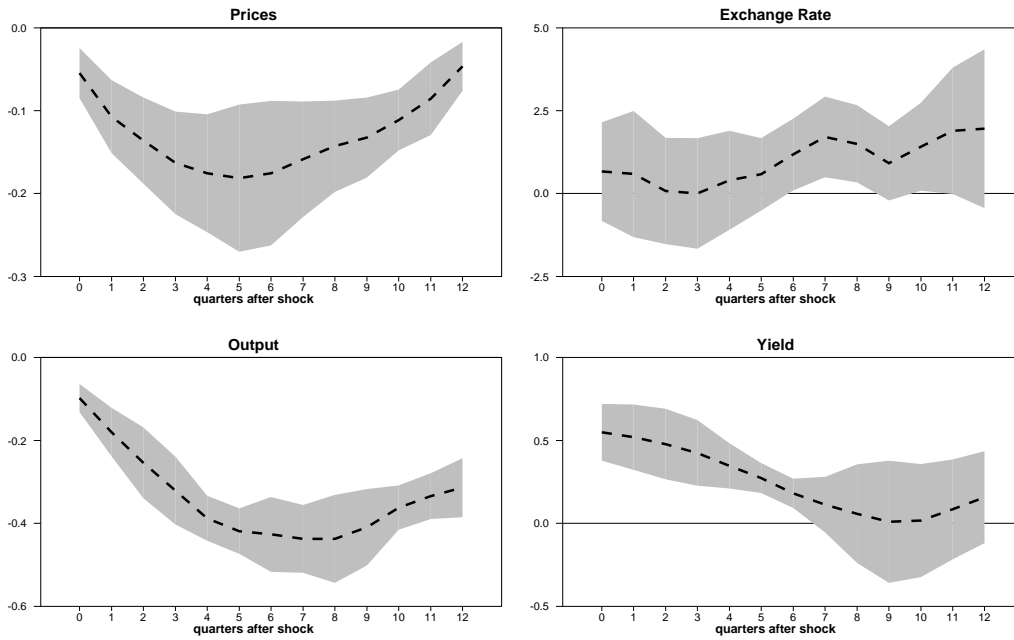 Prices
0.0
-0.1
-0.2
-0.3
0 1 2 3 4 5 6 7 8 9 10 11 12
quarters after shock
Exchange Rate
5.0
2.5
0.0
-2.5
0 1 2 3 4 5 6 7 8 9 10 11 12
quarters after shock
Output
0.0
-0.2
-0.4
-0.6
0 1 2 3 4 5 6 7 8 9 10 11 12
quarters after shock
Yield
1.0
0.5
0.0
-0.5
0 1 2 3 4 5 6 7 8 9 10 11 12
quarters after shock